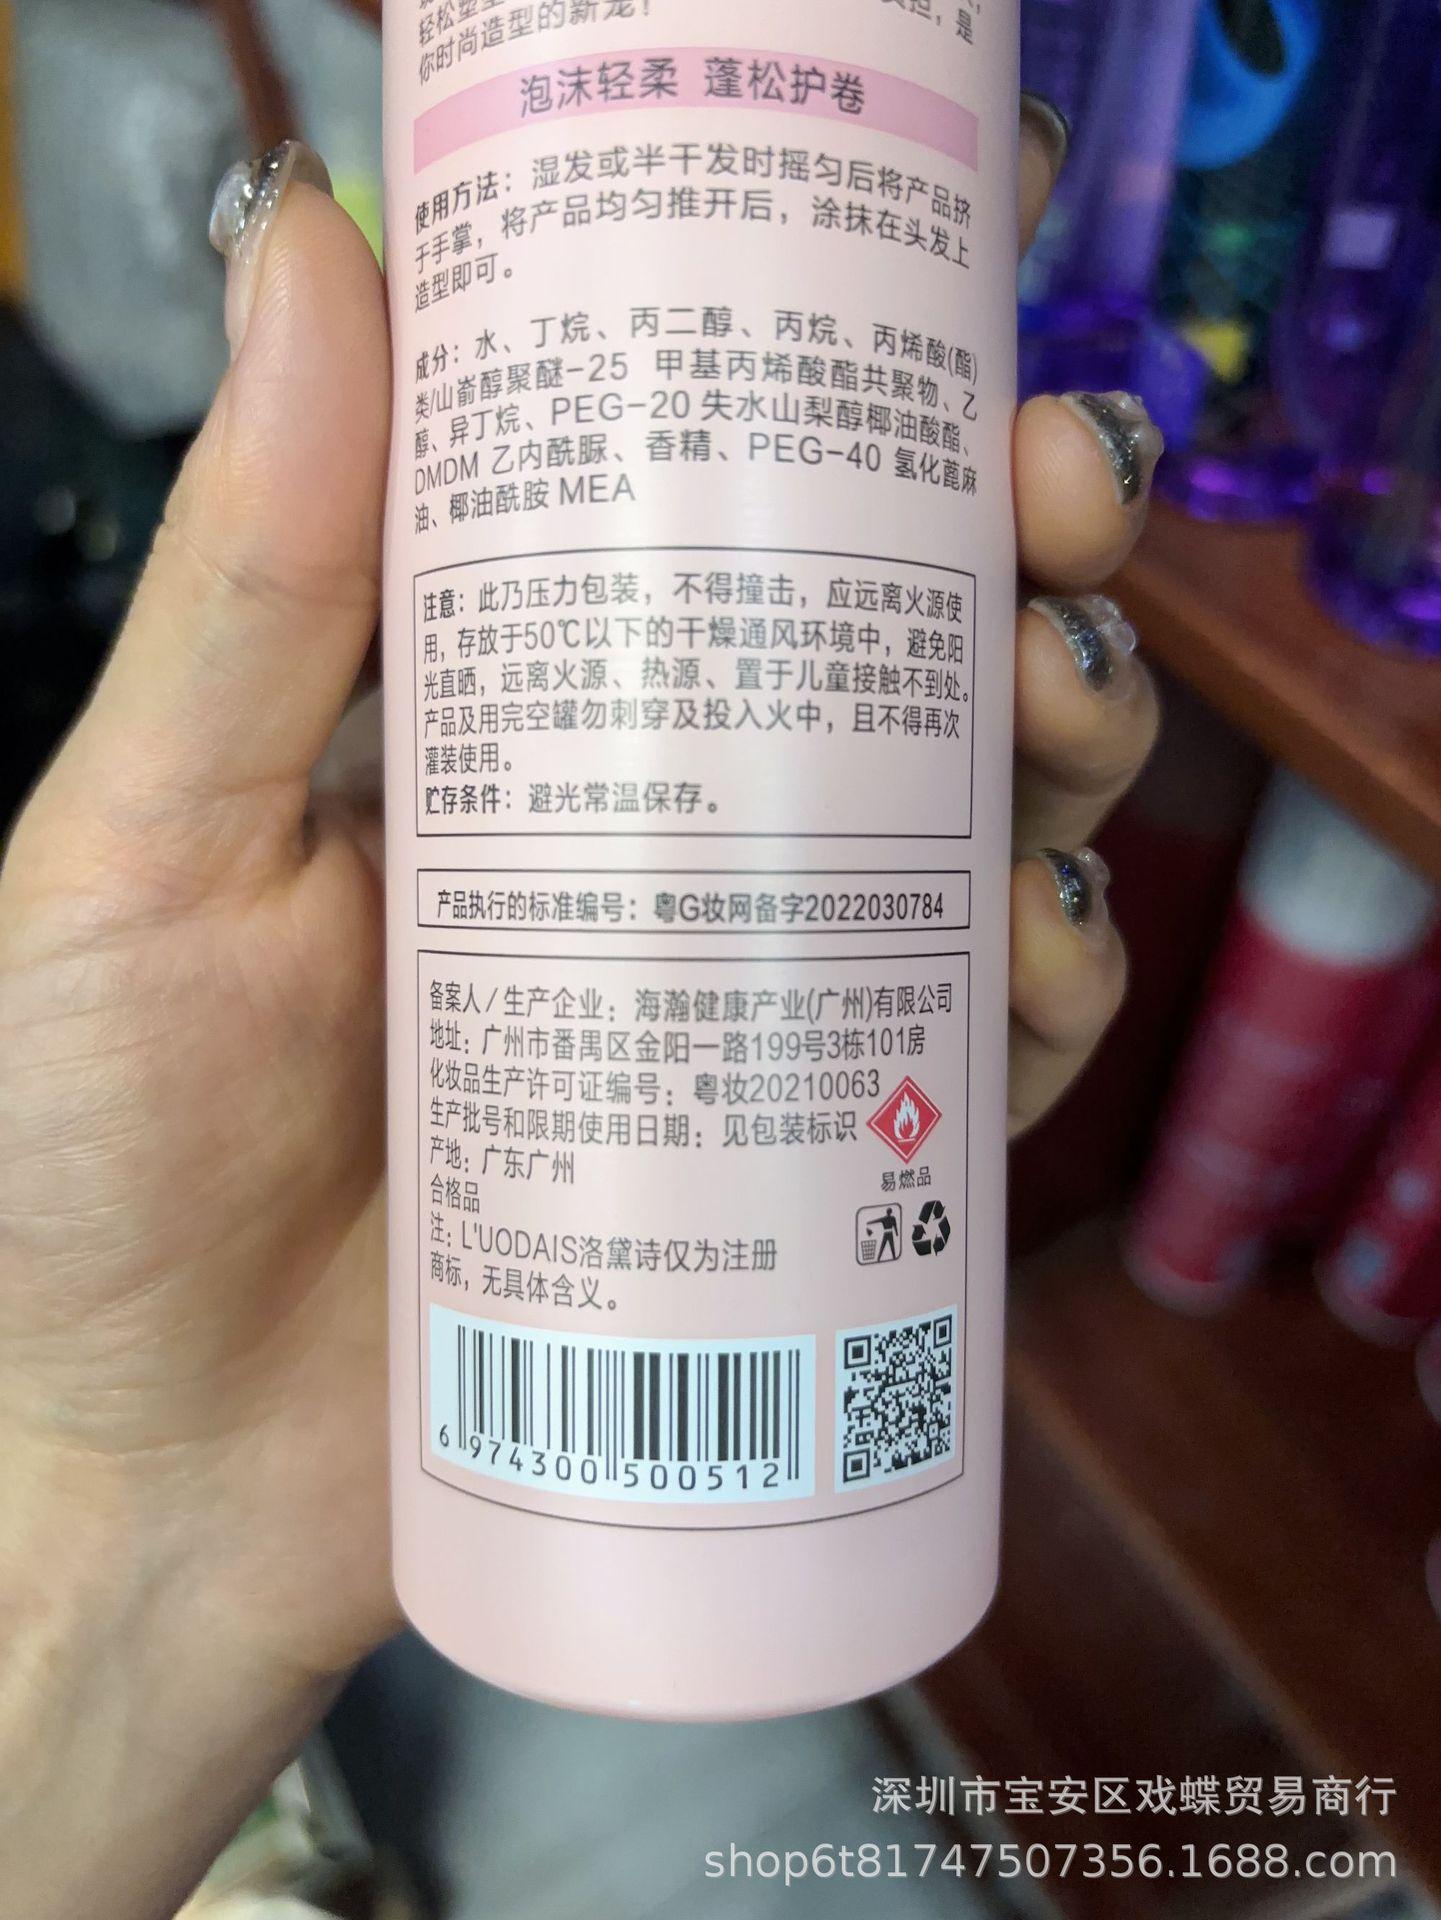 你时尚造型的新宠!
泡沫轻柔 蓬松护卷
使用方法：湿发或半干发时摇匀后将产品挤
于手掌，将产品均匀推开后，涂抹在头发上
造型即可。
成分：水、丁烷、丙二醇、丙烷、丙烯酸(酯)
类/山嵛醇聚醚-25 甲基丙烯酸酯共聚物、乙
醇、异丁烷、PEG-20 失水山梨醇椰油酸酯、
DMDM 乙内酰脲、香精、PEG-40 氢化蓖麻
油、椰油酰胺 MEA
注意：此乃压力包装，不得撞击，应远离火源使
用，存放于50℃以下的干燥通风环境中，避免阳
光直晒，远离火源、热源、置于儿童接触不到处。
产品及用完空罐勿刺穿及投入火中，且不得再次
灌装使用。
贮存条件：避光常温保存。
产品执行的标准编号：粤G妆网备字2022030784
备案人/生产企业：海瀚健康产业(广州)有限公司
地址：广州市番禺区金阳一路199号3栋101房
化妆品生产许可证编号：粤妆20210063
生产批号和限期使用日期：见包装标识
产地：广东广州
易燃品
合格品
注：L'UODAIS洛黛诗仅为注册
商标，无具体含义。
6 974300 500512
深圳市宝安区戏蝶贸易商行
shop6t81747507356.1688.com